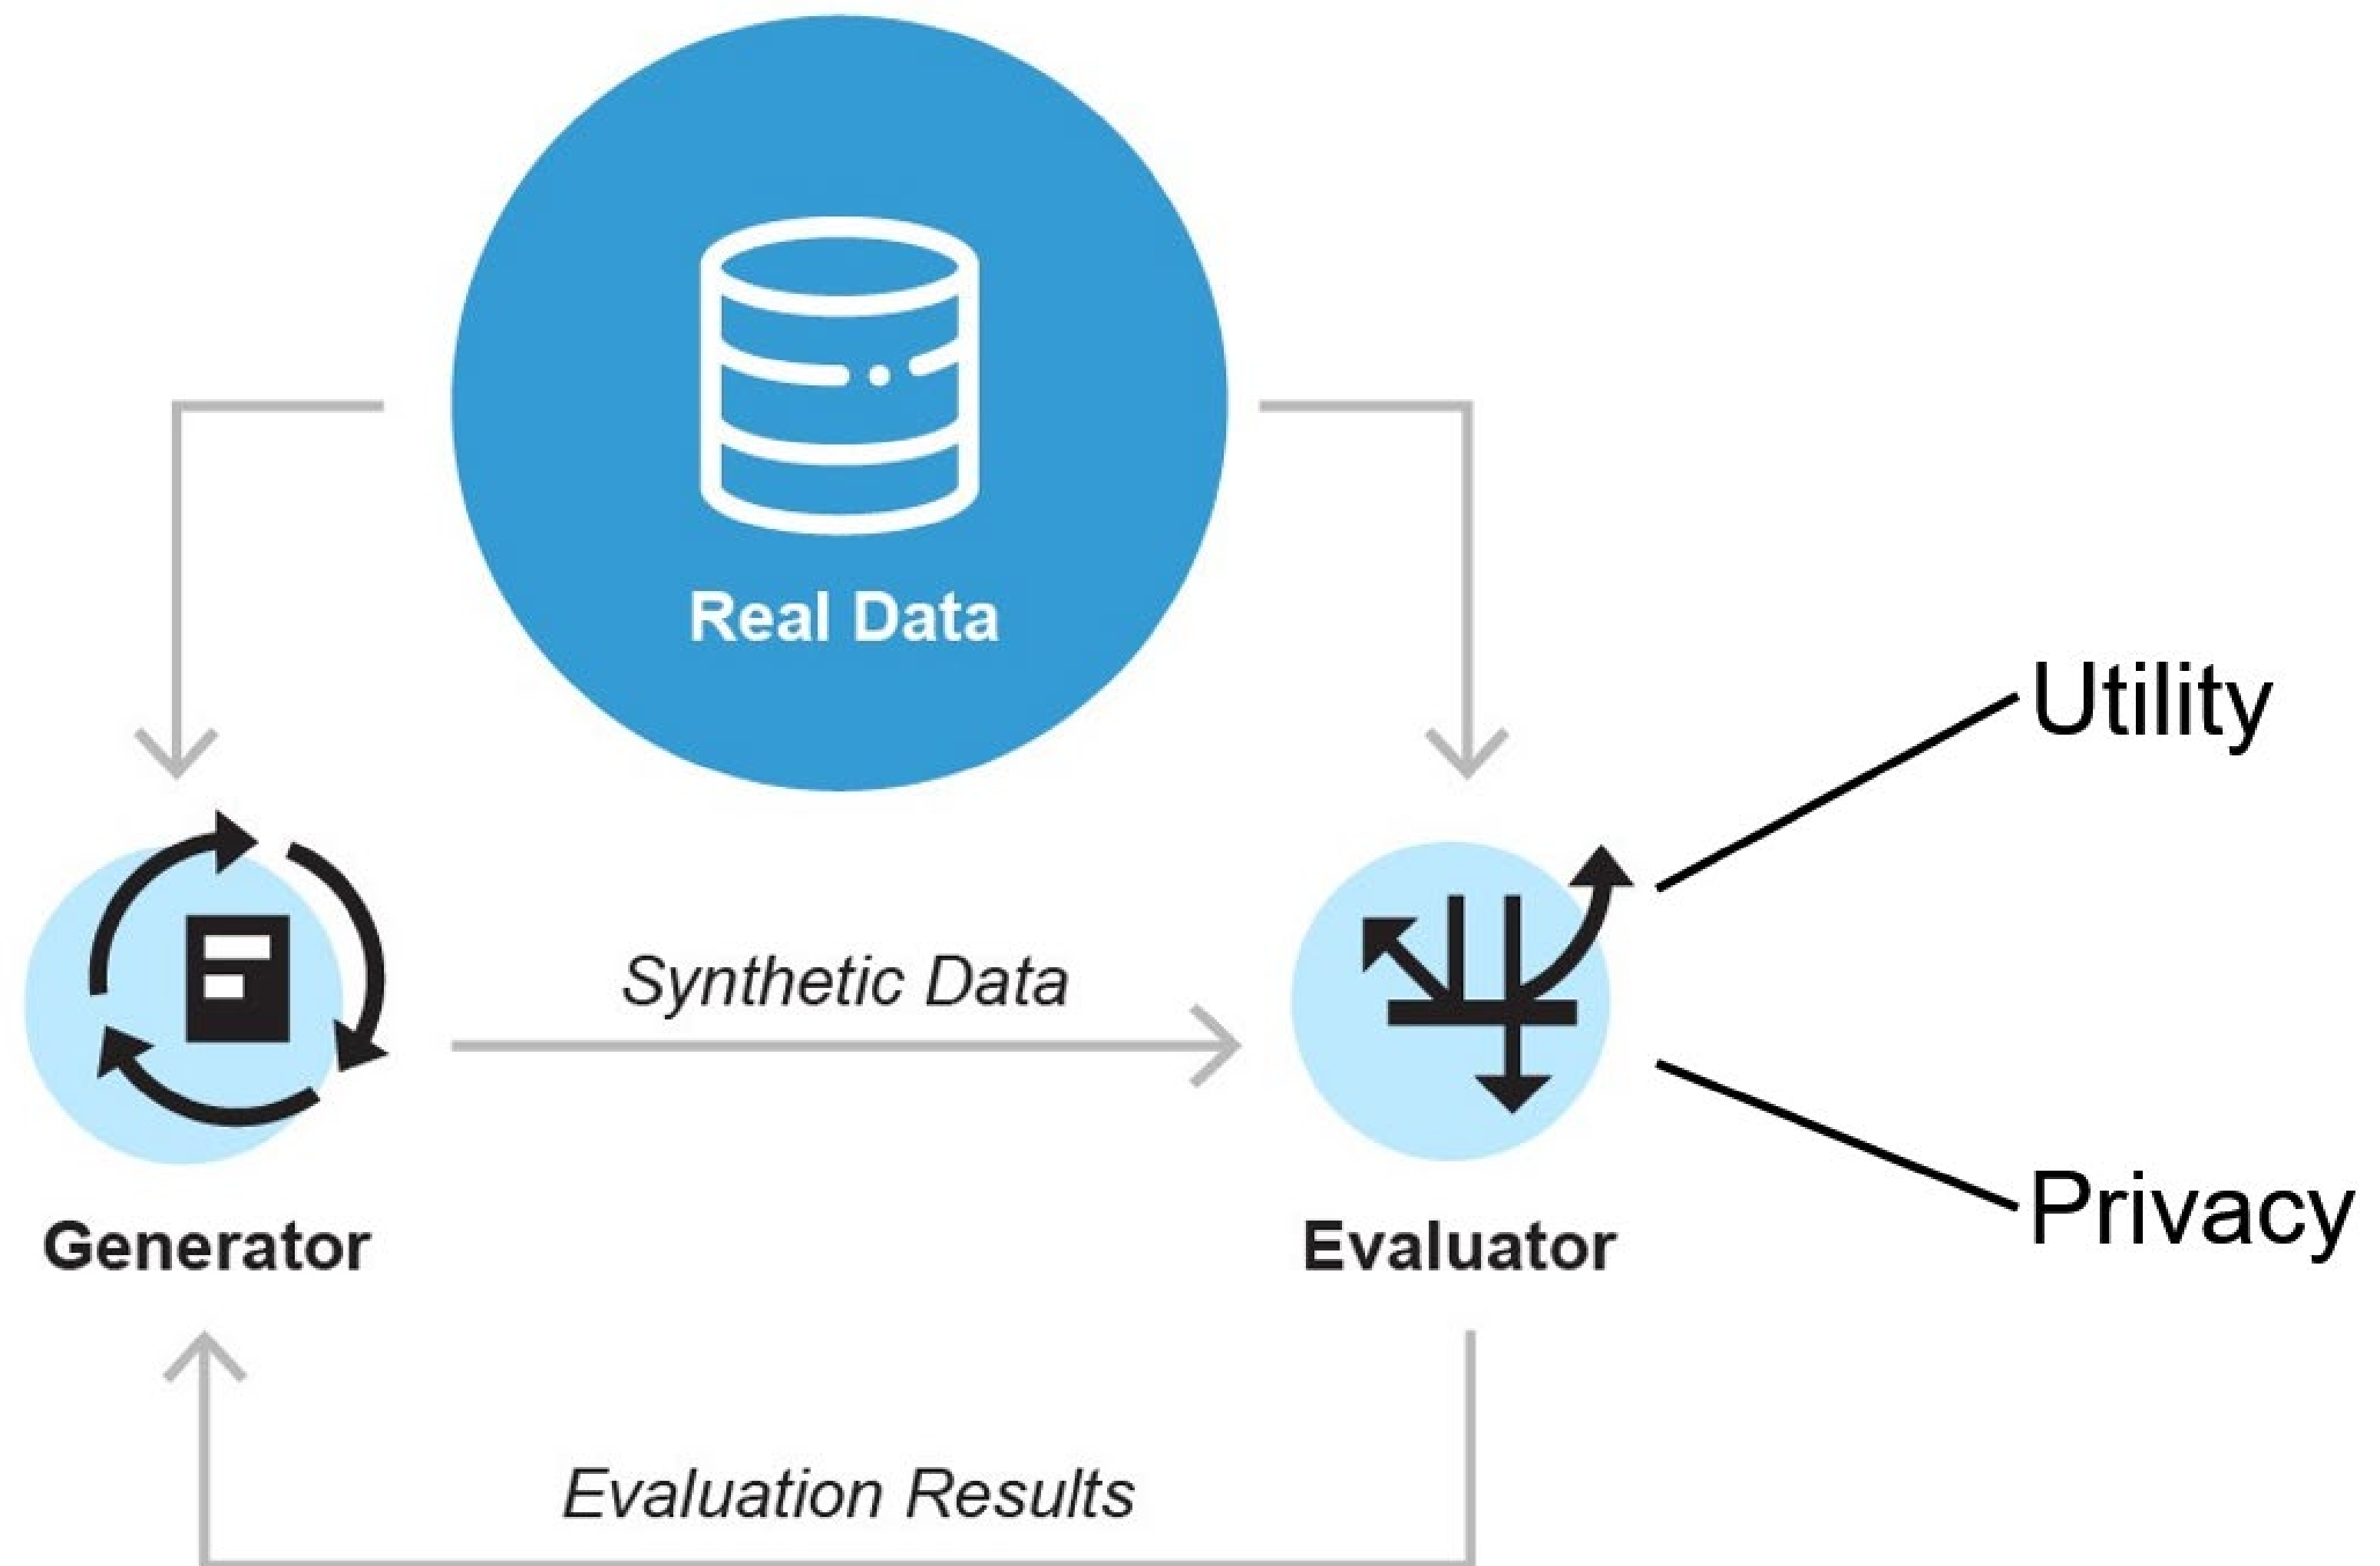 Real Data
Utility
Synthetic Data
Privacy
Generator
Evaluator
Evaluation Results